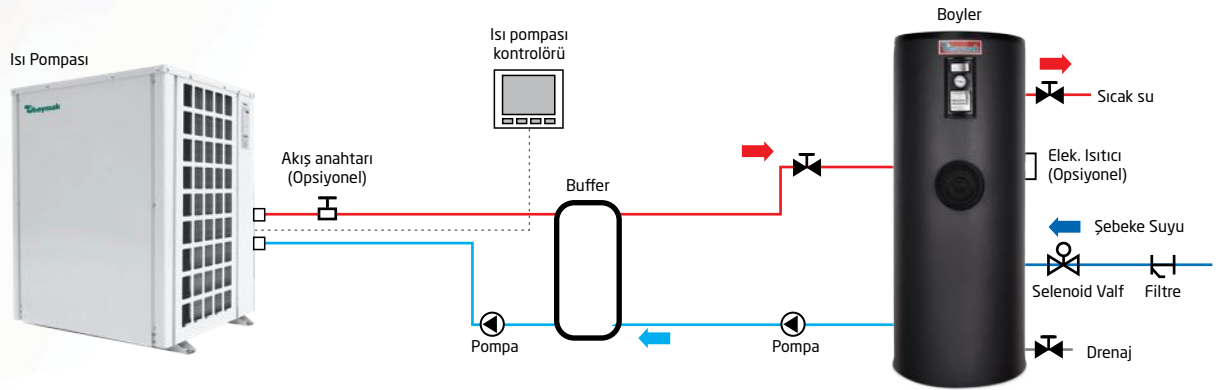 Boyler
Isı Pompası
Isı pompası
kontrolörü
baymak
Sıcak su
Akış anahtarı
(Opsiyonel)
Elek. Isıtıcı
(Opsiyonel)
Buffer
Şebeke Suyu
Selenoid Valf
Filtre
Pompa
Pompa
Drenaj